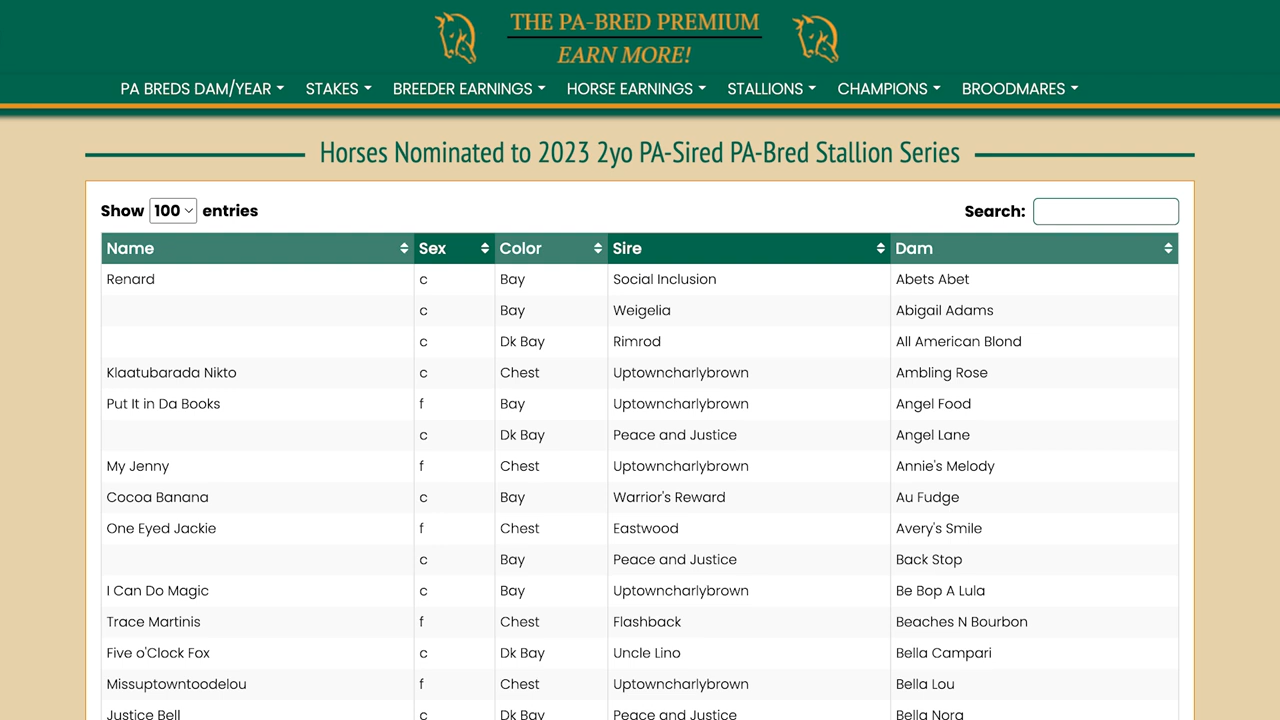 THE PA-BRED PREMIUM
EARN MORE!
PA BREDS DAM/YEAR STAKES BREEDER EARNINGS HORSE EARNINGS STALLIONS CHAMPIONS BROODMARES
Horses Nominated to 2023 2yo PA-Sired PA-Bred Stallion Series
Show 100 entries Search:
Name Sex Color Sire Dam
Renard c Bay Social Inclusion Abets Abet
c Bay Weigelia Abigail Adams
c Dk Bay Rimrod All American Blond
Klaatubarada Nikto c Chest Uptowncharlybrown Ambling Rose
Put It in Da Books f Bay Uptowncharlybrown Angel Food
c Dk Bay Peace and Justice Angel Lane
My Jenny f Chest Uptowncharlybrown Annie's Melody
Cocoa Banana c Bay Warrior's Reward Au Fudge
One Eyed Jackie f Chest Eastwood Avery's Smile
c Bay Peace and Justice Back Stop
I Can Do Magic c Bay Uptowncharlybrown Be Bop A Lula
Trace Martinis f Chest Flashback Beaches N Bourbon
Five o'Clock Fox c Dk Bay Uncle Lino Bella Campari
Missuptowntoodelou f Chest Uptowncharlybrown Bella Lou
Justice Bell c Dk Bay Peace and Justice Bella Nora